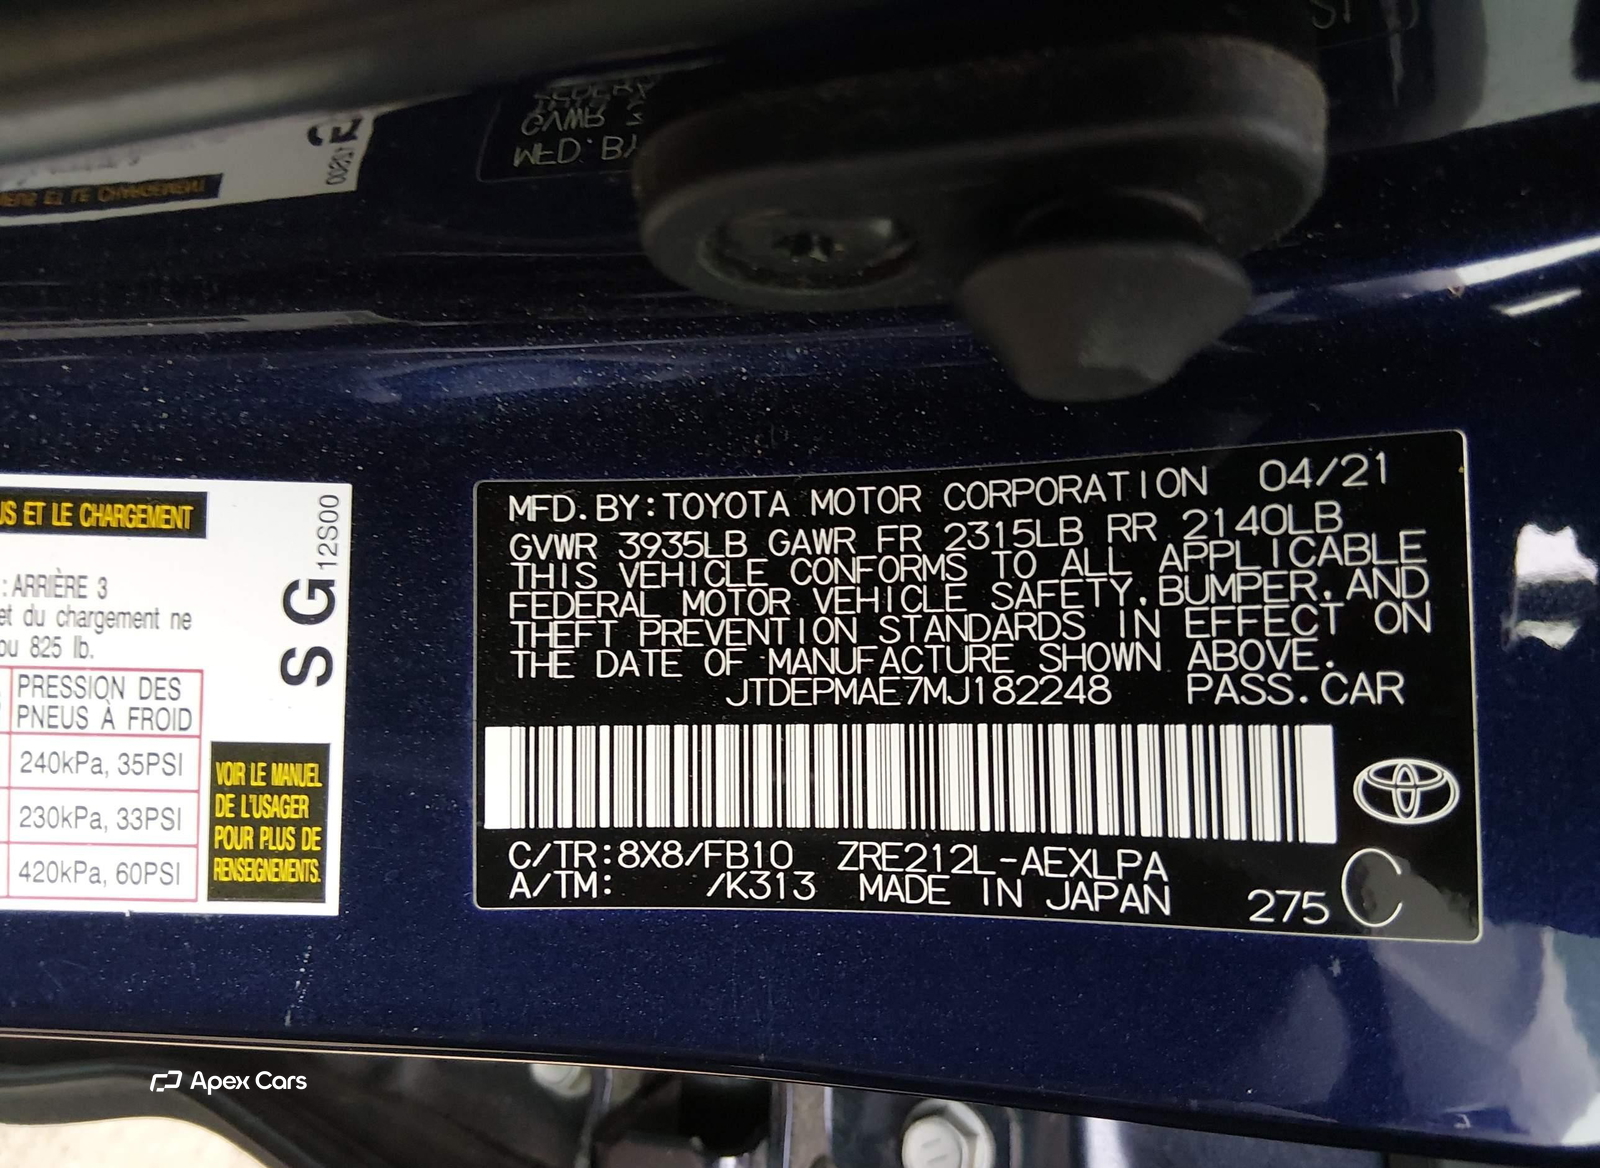 US ET LE CHARGEMENT
: ARRIÈRE 3
et du chargement ne
ou 825 lb.
PRESSION DES
PNEUS À FROID
240kPa, 35PSI
230kPa, 33PSI
420kPa, 60PSI
VOIR LE MANUEL
DE L'USAGER
POUR PLUS DE
RENSEIGNEMENTS.
S G 12S00
MFD. BY: TOYOTA MOTOR CORPORATION 04/21
GVWR 3935LB GAWR FR 2315LB RR 2140LB
THIS VEHICLE CONFORMS TO ALL APPLICABLE
FEDERAL MOTOR VEHICLE SAFETY, BUMPER, AND
THEFT PREVENTION STANDARDS IN EFFECT ON
THE DATE OF MANUFACTURE SHOWN ABOVE.
JTDEPMAE7MJ182248 PASS. CAR
C/TR: 8X8/FB10 ZRE212L-AEXLPA
A/TM: /K313 MADE IN JAPAN 275 C
Apex Cars